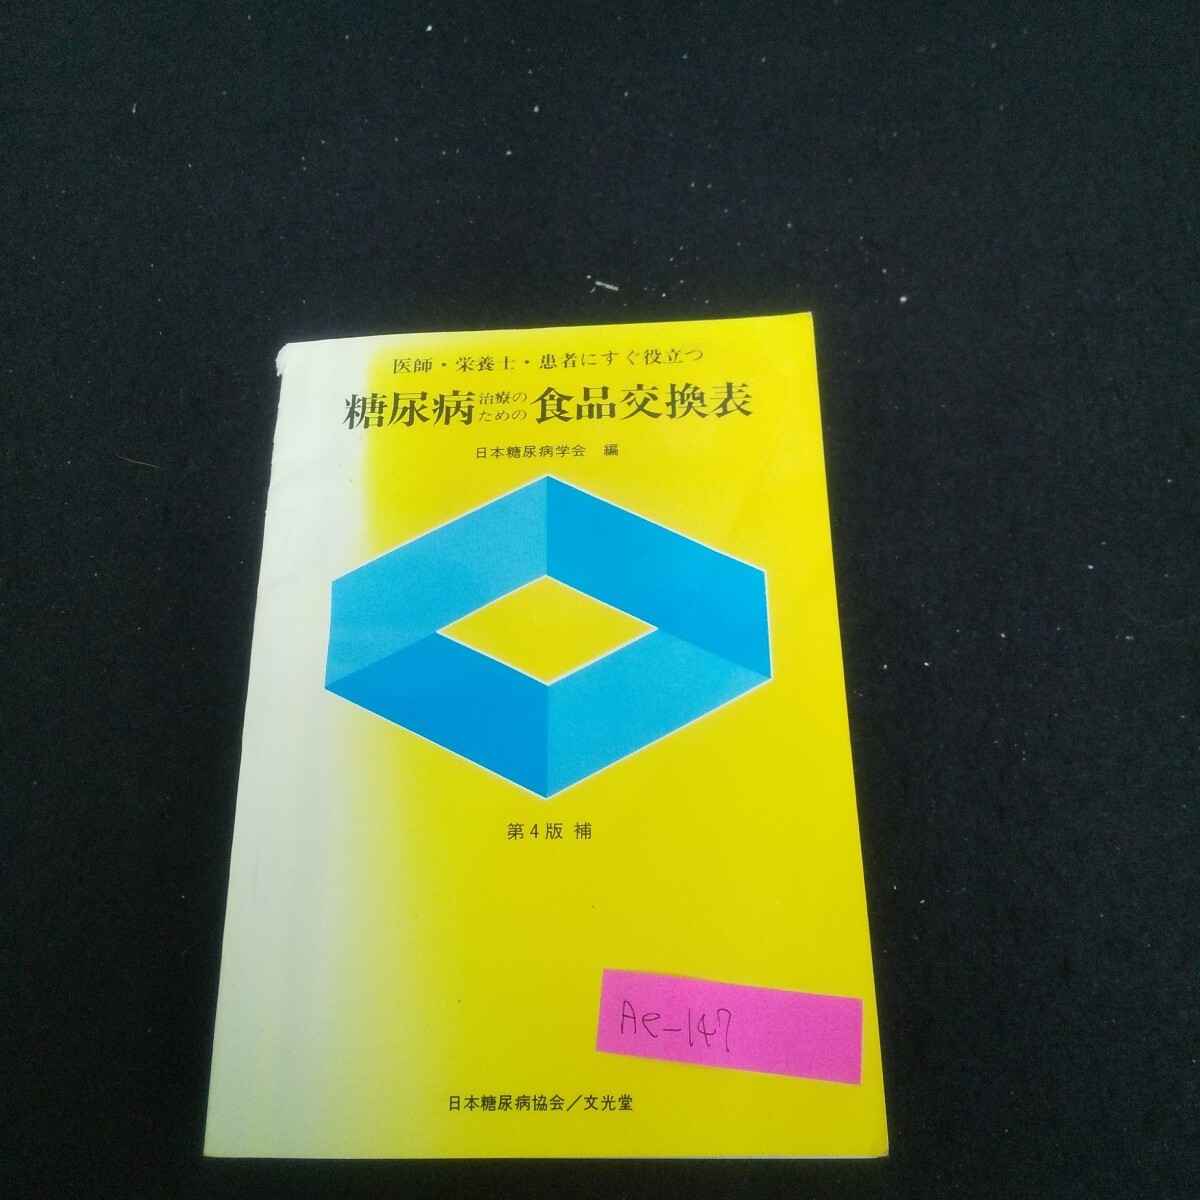 医師・栄養士・患者にすぐ役立つ
糖尿病治療のための食品交換表
日本糖尿病学会 編
第4版 補
Ae-147
日本糖尿病協会/文光堂